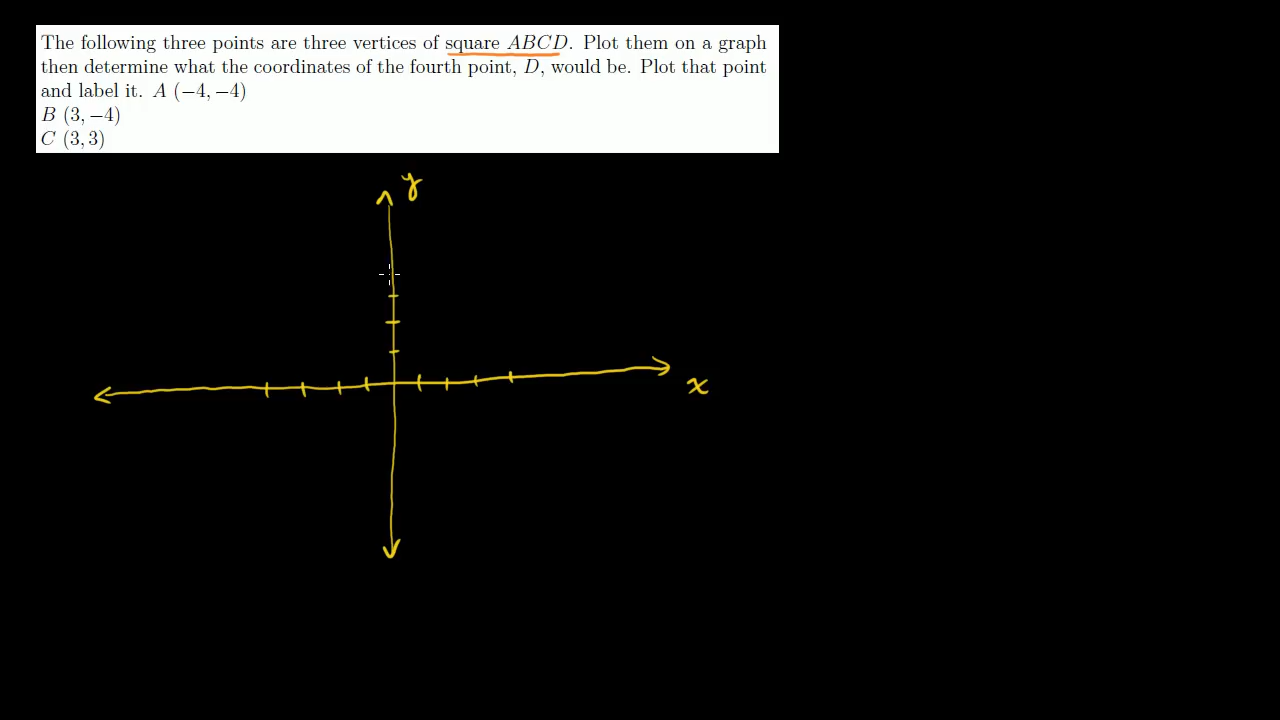 The following three points are three vertices of square ABCD. Plot them on a graph
then determine what the coordinates of the fourth point, D, would be. Plot that point
and label it. A (−4, −4)
B (3, −4)
C (3, 3)
y
x